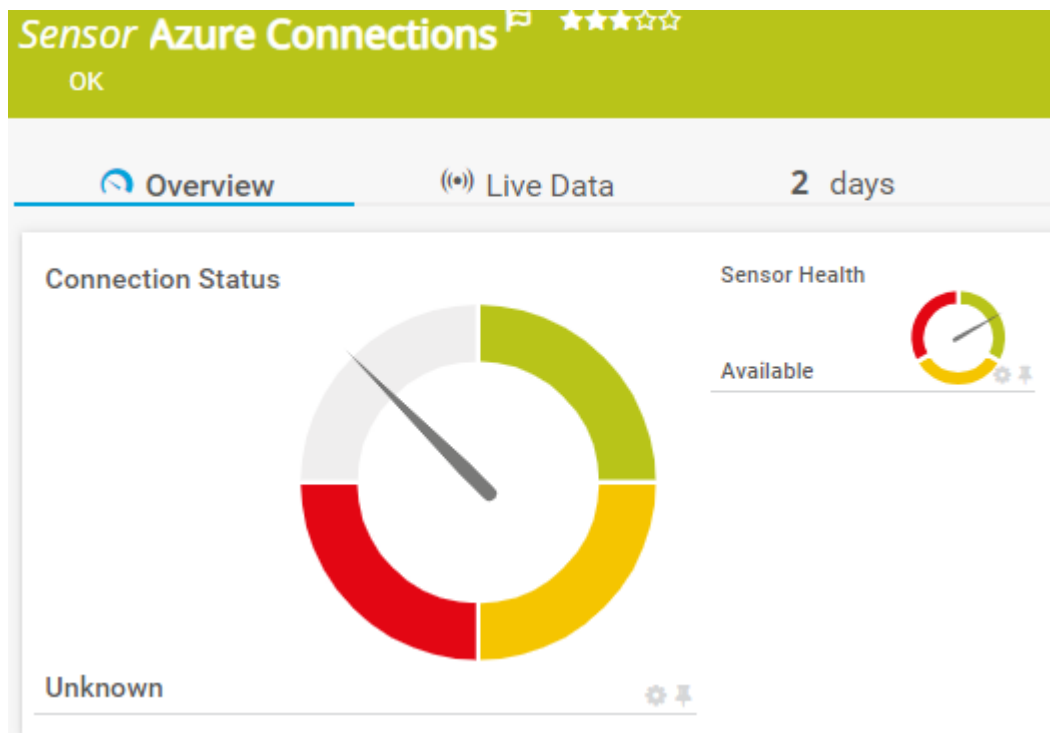 Sensor Azure Connections
OK
Overview
Live Data
2 days
Connection Status
Sensor Health
Available
Unknown